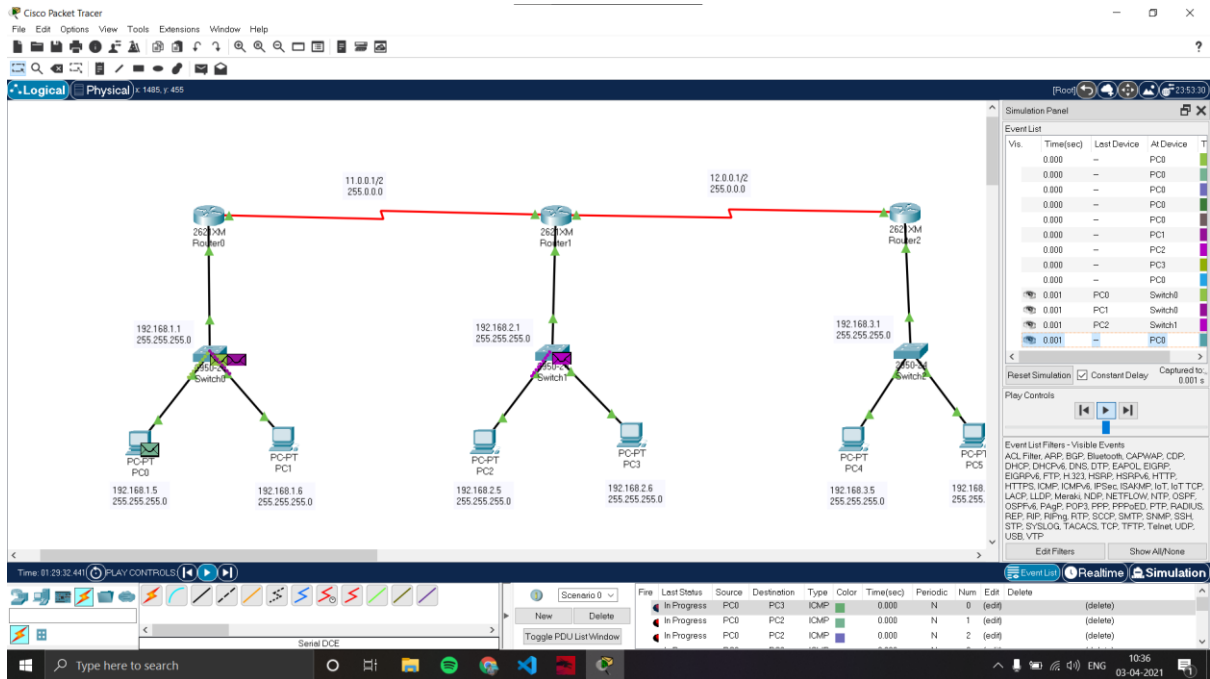 Cisco Packet Tracer
File Edit Options View Tools Extensions Window Help
?
Logical Physical x: 1485, y: 455
[Root] 23:53:30
11.0.0.1/2
255.0.0.0
12.0.0.1/2
255.0.0.0
2621XM
Router0
2621XM
Router1
2621XM
Router2
192.168.1.1
255.255.255.0
192.168.2.1
255.255.255.0
192.168.3.1
255.255.255.0
2950-24
Switch0
2950-24
Switch1
2950-24
Switch2
PC-PT
PC0
PC-PT
PC1
PC-PT
PC2
PC-PT
PC3
PC-PT
PC4
PC-PT
PC5
192.168.1.5
255.255.255.0
192.168.1.6
255.255.255.0
192.168.2.5
255.255.255.0
192.168.2.6
255.255.255.0
192.168.3.5
255.255.255.0
192.168.
255.255.
Simulation Panel
Event List
Vis. Time(sec) Last Device At Device T
0.000 -- PC0
0.000 -- PC0
0.000 -- PC0
0.000 -- PC0
0.000 -- PC0
0.000 -- PC1
0.000 -- PC2
0.000 -- PC3
0.000 -- PC0
0.001 PC0 Switch0
0.001 PC1 Switch0
0.001 PC2 Switch1
0.001 -- PC0
Reset Simulation Constant Delay Captured to:
0.001 s
Play Controls
Event List Filters - Visible Events
ACL Filter, ARP, BGP, Bluetooth, CAPWAP, CDP,
DHCP, DHCPv6, DNS, DTP, EAPOL, EIGRP,
EIGRPv6, FTP, H.323, HSRP, HSRPv6, HTTP,
HTTPS, ICMP, ICMPv6, IPSec, ISAKMP, IoT, IoT TCP,
LACP, LLDP, Meraki, NDP, NETFLOW, NTP, OSPF,
OSPFv6, PAgP, POP3, PPP, PPPoED, PTP, RADIUS,
REP, RIP, RIPng, RTP, SCCP, SMTP, SNMP, SSH,
STP, SYSLOG, TACACS, TCP, TFTP, Telnet, UDP,
USB, VTP
Edit Filters Show All/None
Time: 01:29:32.441 PLAY CONTROLS:
Event List Realtime Simulation
Scenario 0
New Delete
Toggle PDU List Window
Serial DCE
Fire Last Status Source Destination Type Color Time(sec) Periodic Num Edit Delete
In Progress PC0 PC3 ICMP 0.000 N 0 (edit) (delete)
In Progress PC0 PC2 ICMP 0.000 N 1 (edit) (delete)
In Progress PC0 PC2 ICMP 0.000 N 2 (edit) (delete)
Type here to search
ENG
10:36
03-04-2021